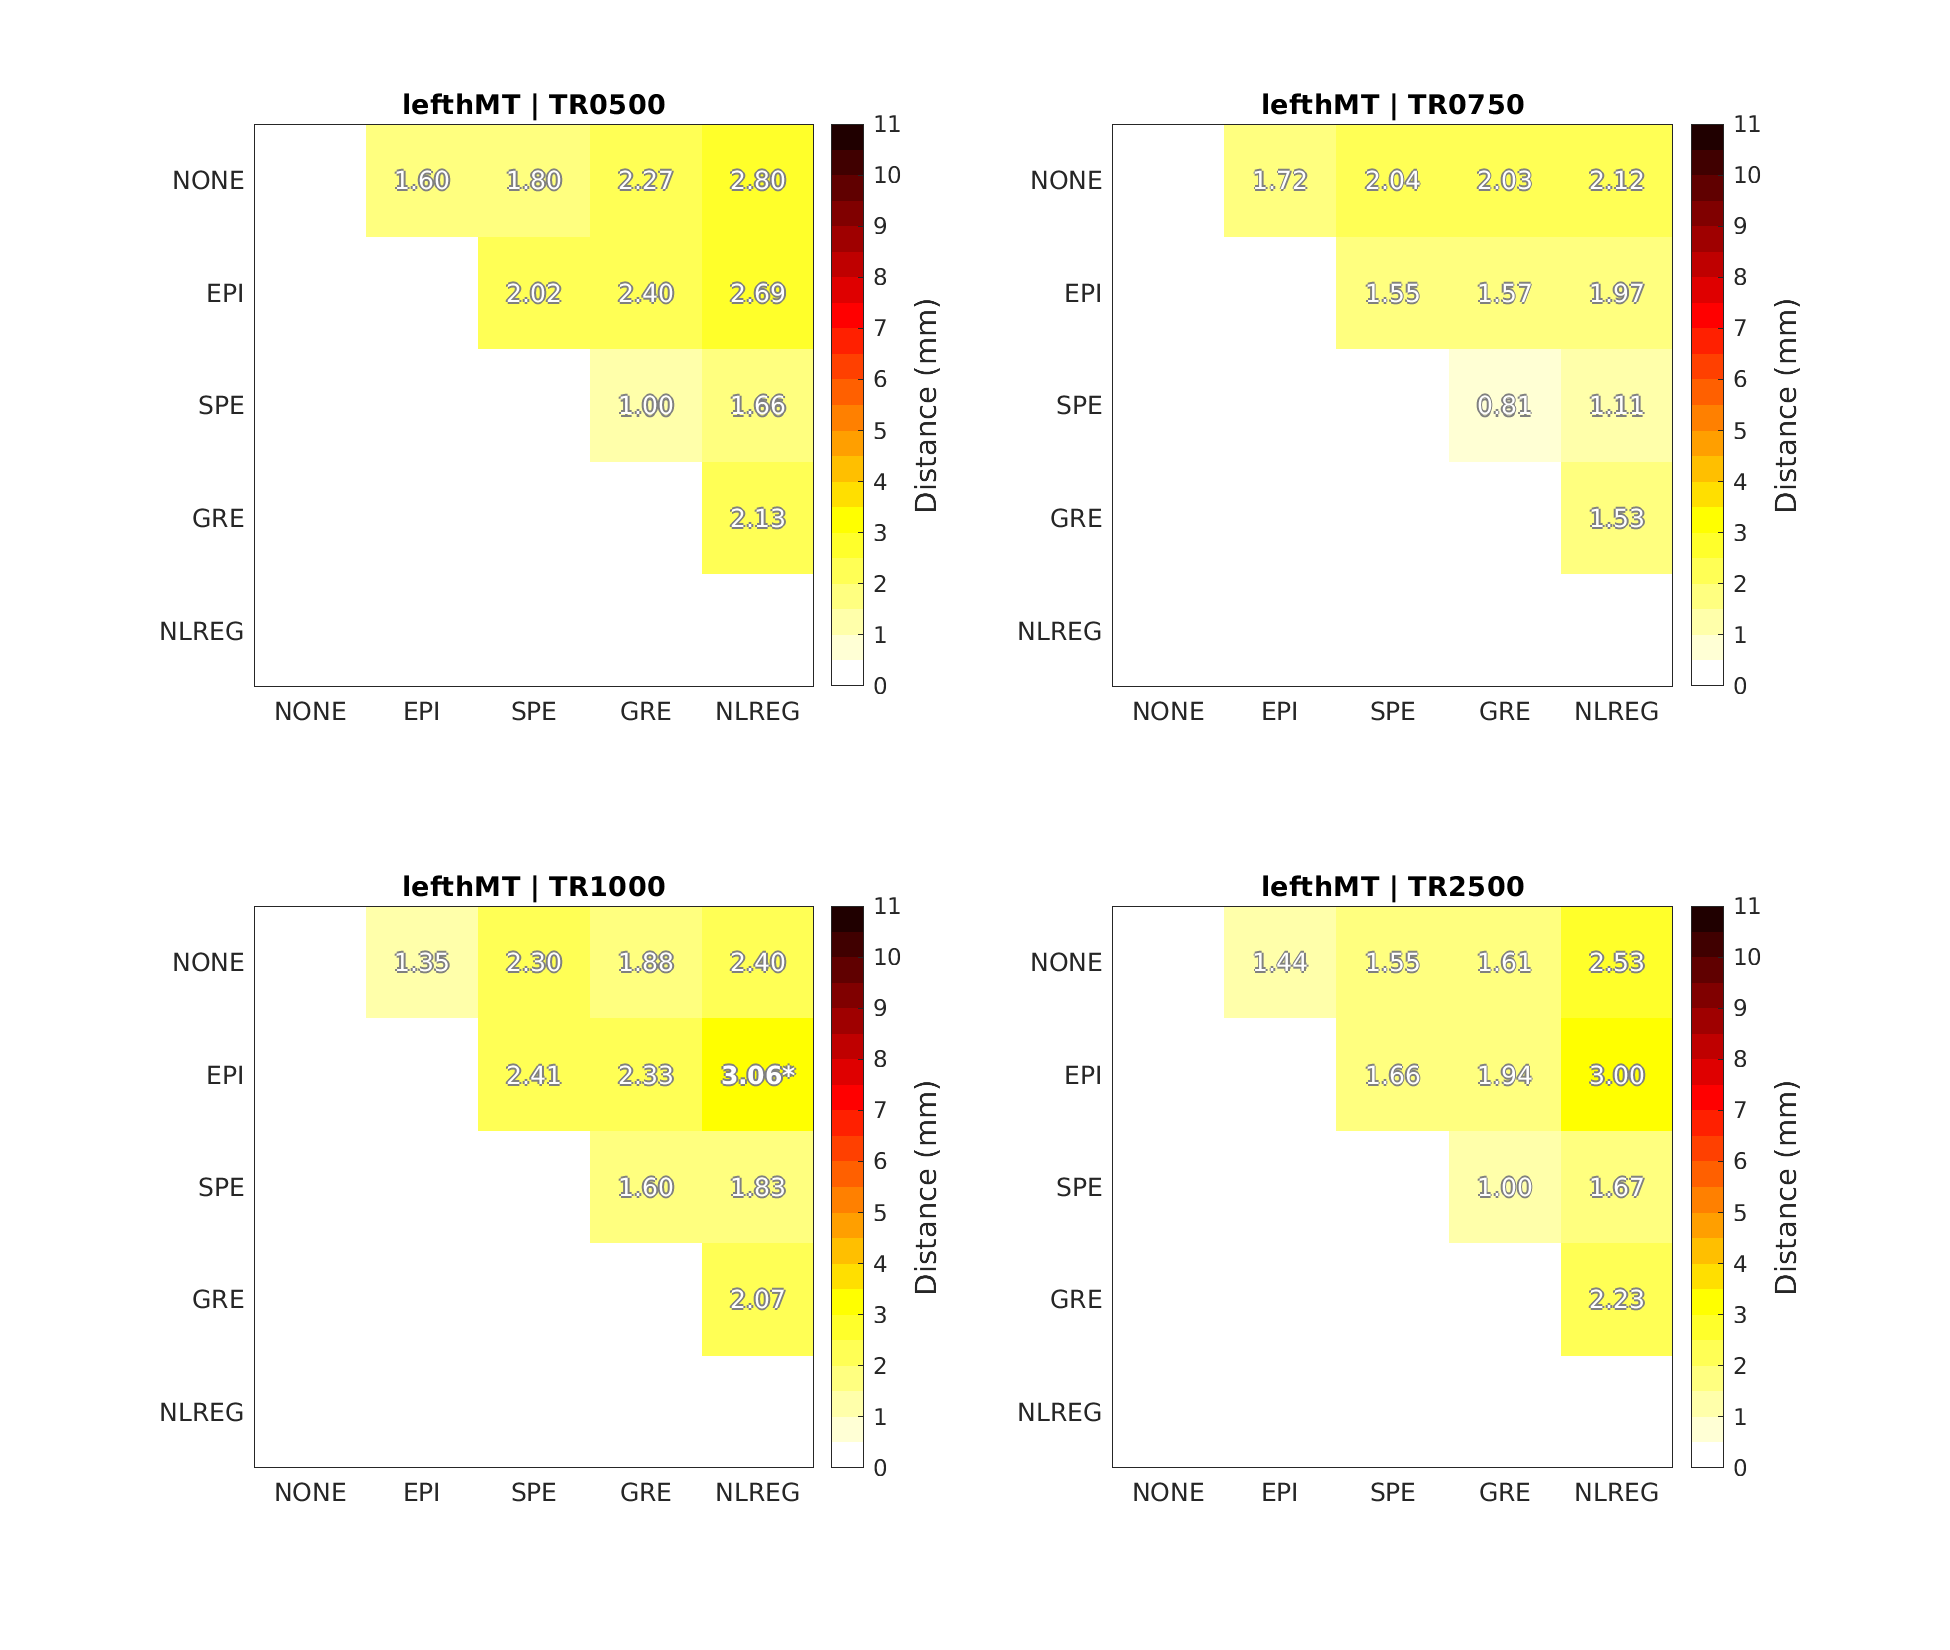 lefthMT | TR0500
NONE 1.60 1.80 2.27 2.80
EPI 2.02 2.40 2.69
SPE 1.00 1.66
GRE 2.13
NLREG
NONE EPI SPE GRE NLREG
11
10
9
8
7
6
5
4
3
2
1
0
Distance (mm)
lefthMT | TR0750
NONE 1.72 2.04 2.03 2.12
EPI 1.55 1.57 1.97
SPE 0.81 1.11
GRE 1.53
NLREG
NONE EPI SPE GRE NLREG
11
10
9
8
7
6
5
4
3
2
1
0
Distance (mm)
lefthMT | TR1000
NONE 1.35 2.30 1.88 2.40
EPI 2.41 2.33 3.06*
SPE 1.60 1.83
GRE 2.07
NLREG
NONE EPI SPE GRE NLREG
11
10
9
8
7
6
5
4
3
2
1
0
Distance (mm)
lefthMT | TR2500
NONE 1.44 1.55 1.61 2.53
EPI 1.66 1.94 3.00
SPE 1.00 1.67
GRE 2.23
NLREG
NONE EPI SPE GRE NLREG
11
10
9
8
7
6
5
4
3
2
1
0
Distance (mm)